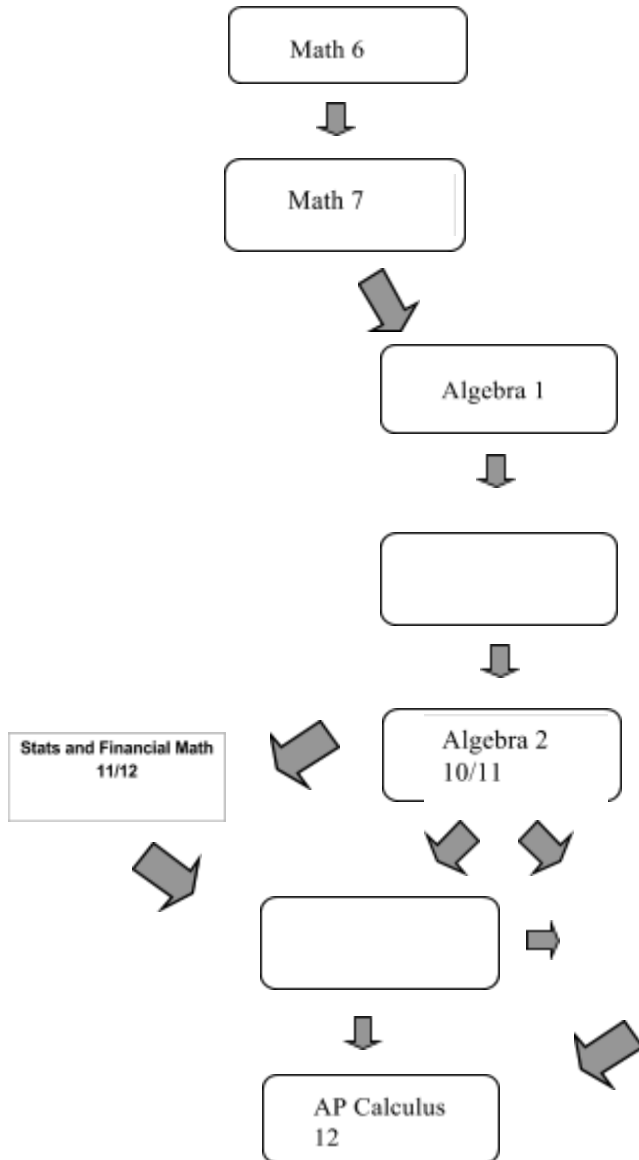 Math 6
Math 7
Algebra 1
Algebra 2
10/11
Stats and Financial Math
11/12
AP Calculus
12